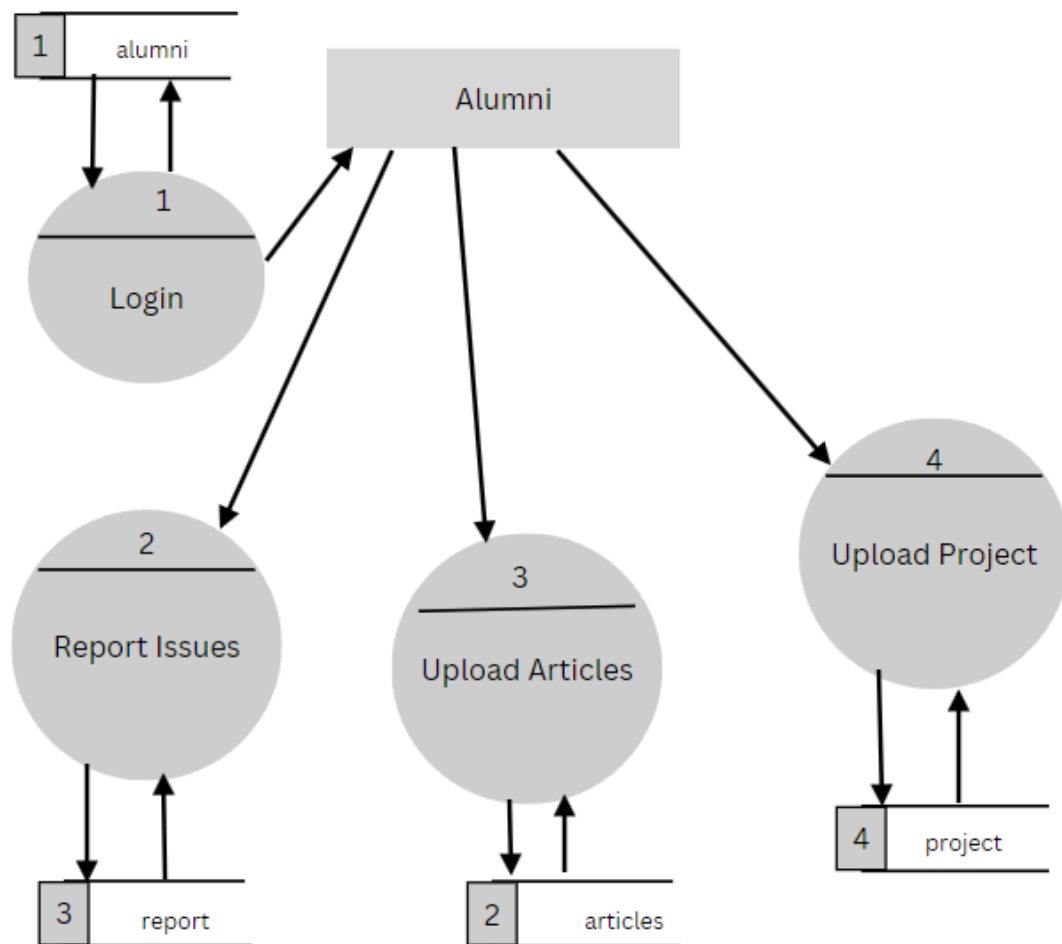 1
alumni
Alumni
1
Login
2
Report Issues
3
Upload Articles
4
Upload Project
3
report
2
articles
4
project